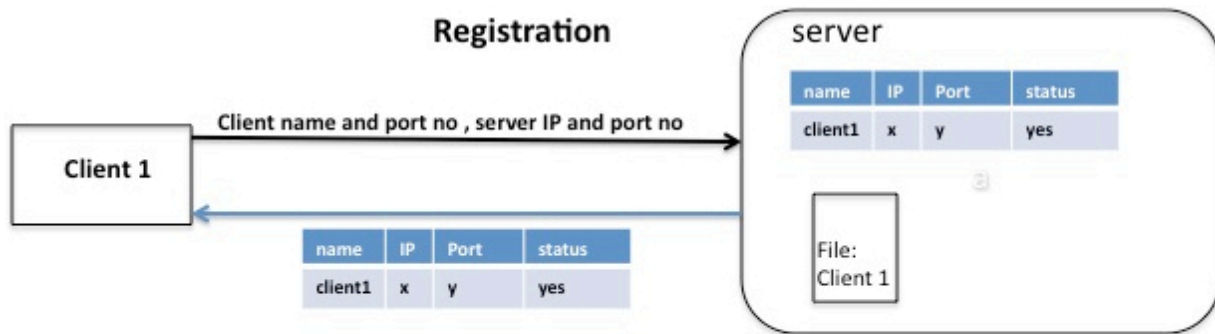 Registration
server
name IP Port status
client1 x y yes
Client name and port no , server IP and port no
Client 1
a
name IP Port status
client1 x y yes
File:
Client 1